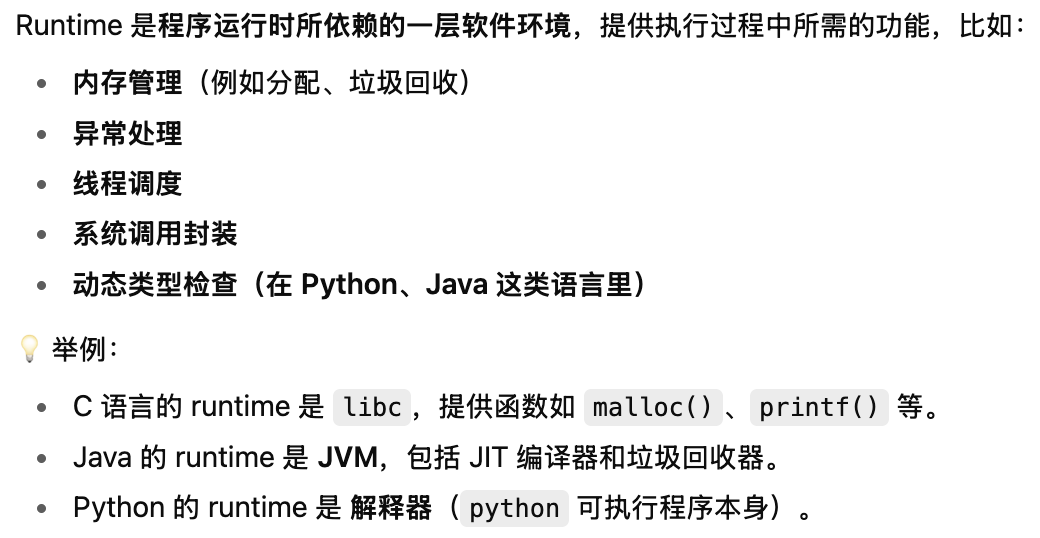 Runtime 是程序运行时所依赖的一层软件环境，提供执行过程中所需的功能，比如：
• 内存管理（例如分配、垃圾回收）
• 异常处理
• 线程调度
• 系统调用封装
• 动态类型检查（在 Python、Java 这类语言里）
💡 举例：
• C 语言的 runtime 是 libc，提供函数如 malloc()、printf() 等。
• Java 的 runtime 是 JVM，包括 JIT 编译器和垃圾回收器。
• Python 的 runtime 是 解释器（python 可执行程序本身）。